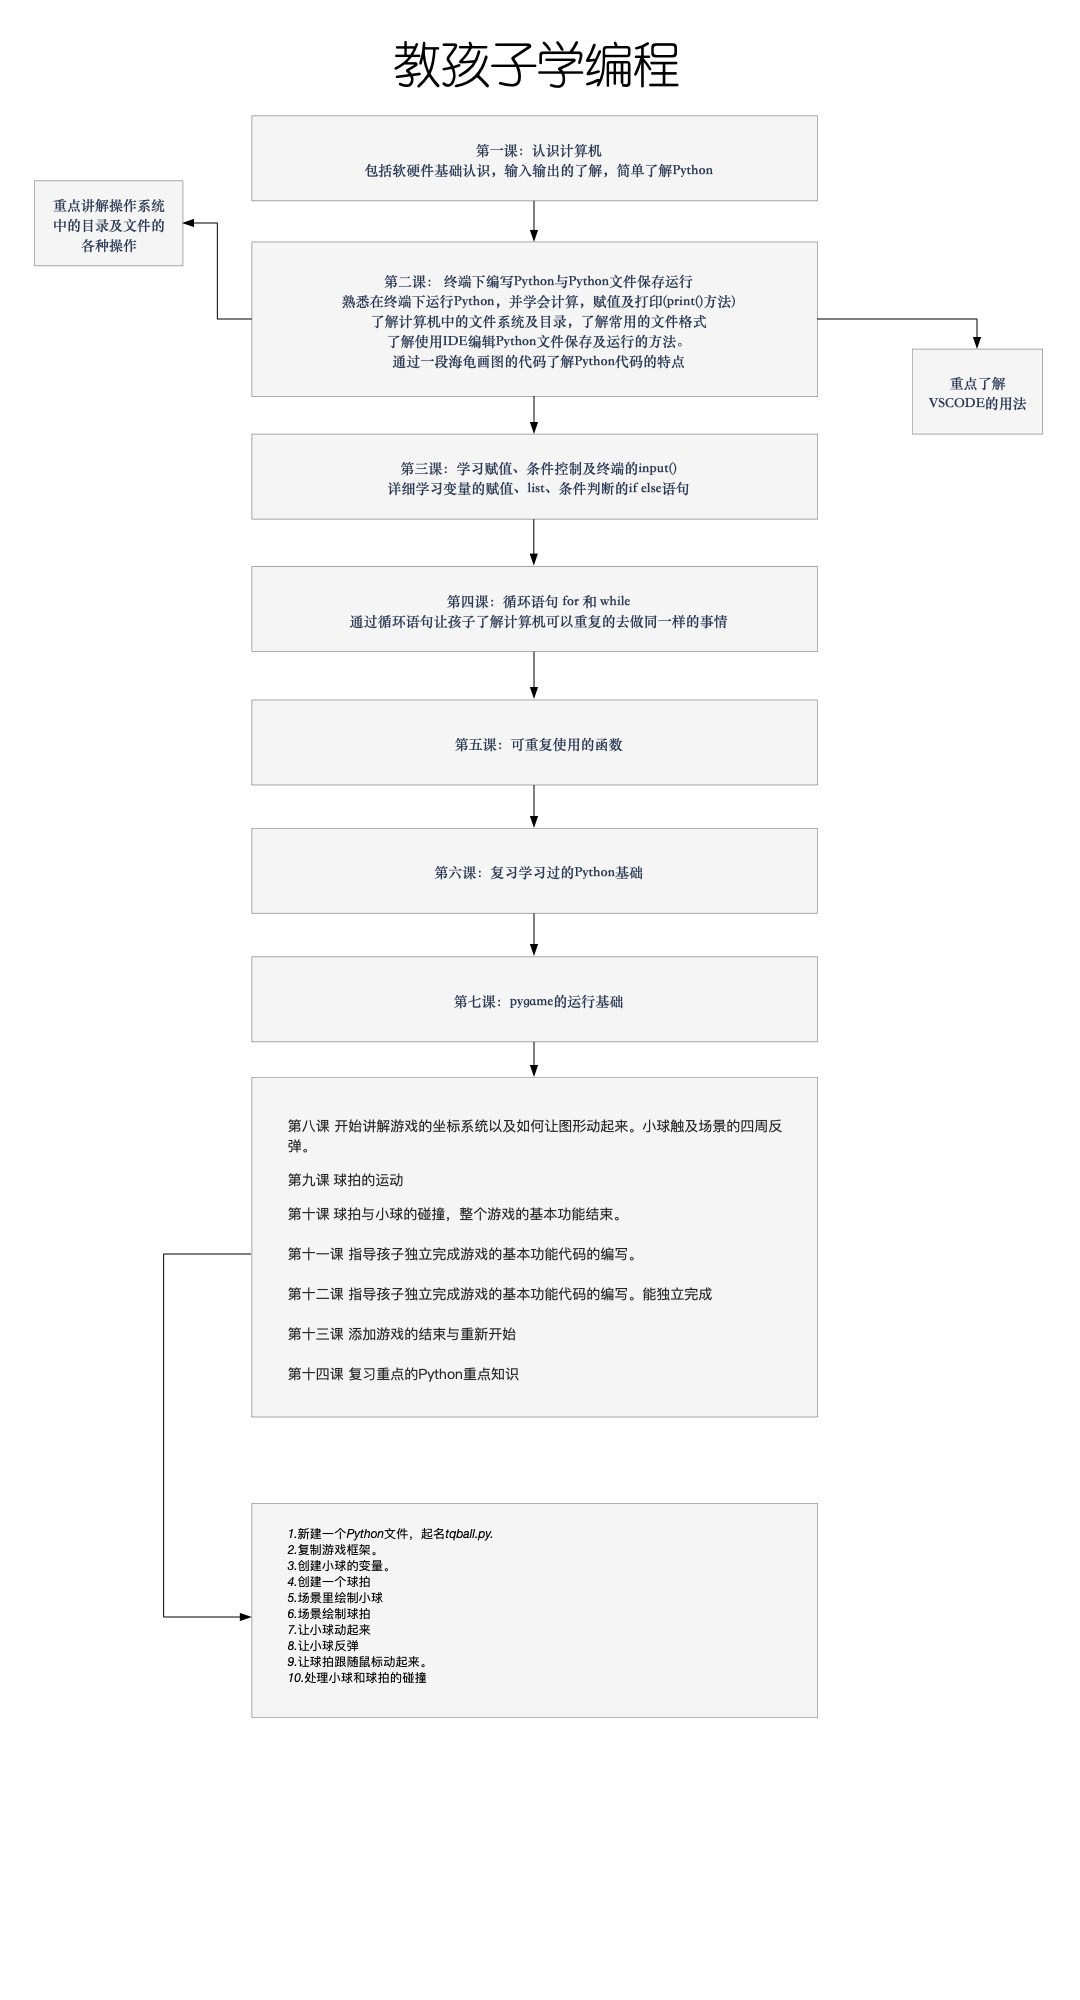 教孩子学编程
第一课：认识计算机
包括软硬件基础认识，输入输出的了解，简单了解Python
重点讲解操作系统
中的目录及文件的
各种操作
第二课： 终端下编写Python与Python文件保存运行
熟悉在终端下运行Python，并学会计算，赋值及打印(print()方法)
了解计算机中的文件系统及目录，了解常用的文件格式
了解使用IDE编辑Python文件保存及运行的方法。
通过一段海龟画图的代码了解Python代码的特点
重点了解
VSCODE的用法
第三课：学习赋值、条件控制及终端的input()
详细学习变量的赋值、list、条件判断的if else语句
第四课：循环语句 for 和 while
通过循环语句让孩子了解计算机可以重复的去做同一样的事情
第五课：可重复使用的函数
第六课：复习学习过的Python基础
第七课：pygame的运行基础
第八课 开始讲解游戏的坐标系统以及如何让图形动起来。小球触及场景的四周反
弹。
第九课 球拍的运动
第十课 球拍与小球的碰撞，整个游戏的基本功能结束。
第十一课 指导孩子独立完成游戏的基本功能代码的编写。
第十二课 指导孩子独立完成游戏的基本功能代码的编写。能独立完成
第十三课 添加游戏的结束与重新开始
第十四课 复习重点的Python重点知识
1.新建一个Python文件，起名tqball.py.
2.复制游戏框架。
3.创建小球的变量。
4.创建一个球拍
5.场景里绘制小球
6.场景绘制球拍
7.让小球动起来
8.让小球反弹
9.让球拍跟随鼠标动起来。
10.处理小球和球拍的碰撞